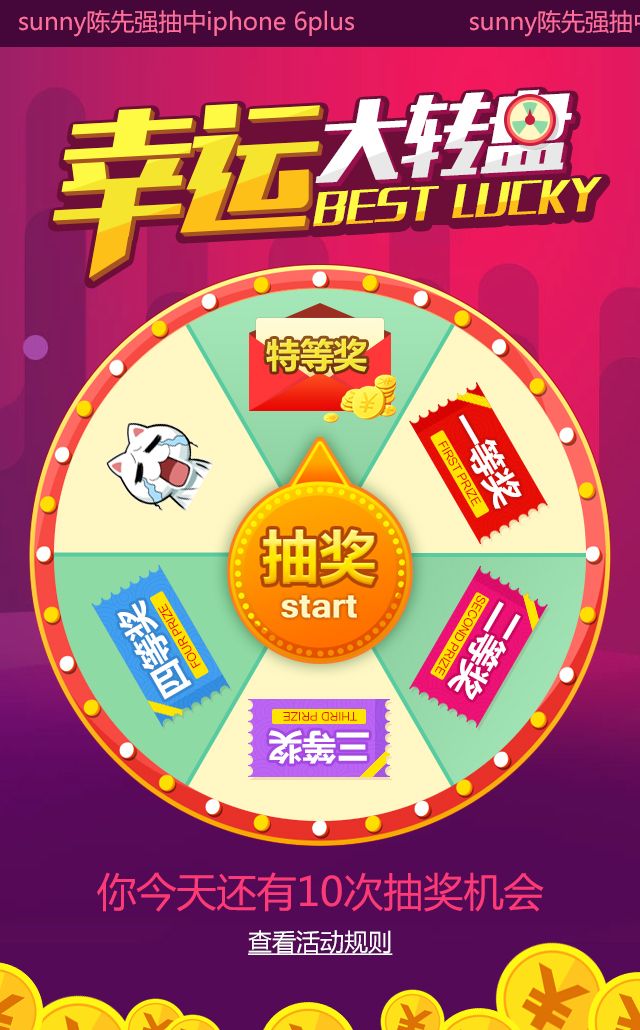 sunny陈先强抽中iphone 6plus
sunny陈先强抽中
幸运大转盘
BEST LUCKY
特等奖
一等奖
FIRST PRIZE
二等奖
SECOND PRIZE
三等奖
THIRD PRIZE
四等奖
FOUR PRIZE
抽奖
start
你今天还有10次抽奖机会
查看活动规则